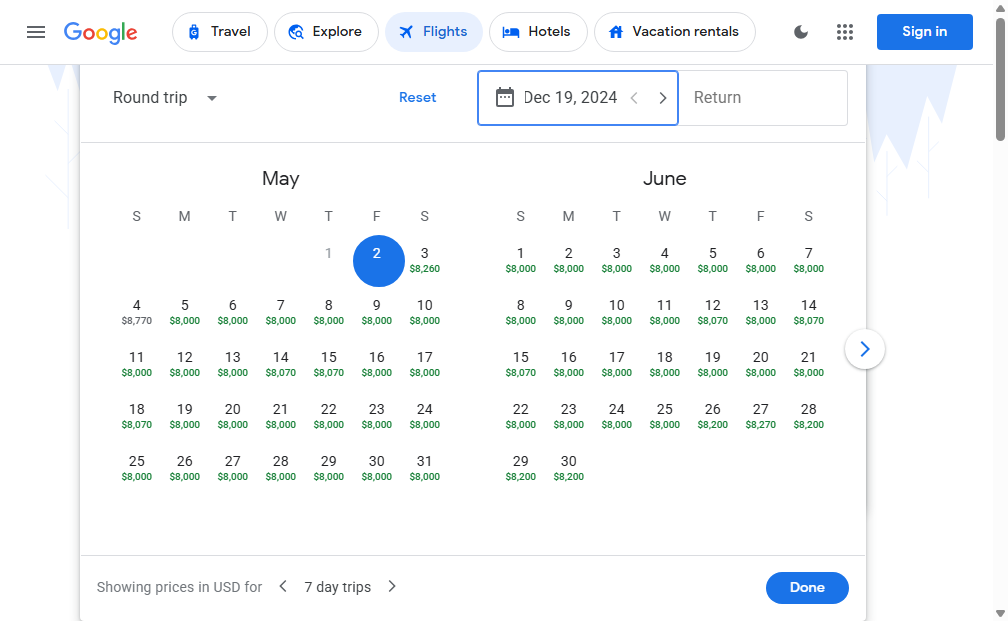 Google
Travel
Explore
Flights
Hotels
Vacation rentals
Sign in
Round trip
Reset
Dec 19, 2024
Return
May
S M T W T F S
1 2 3
$8,260
4 5 6 7 8 9 10
$8,770 $8,000 $8,000 $8,000 $8,000 $8,000 $8,000
11 12 13 14 15 16 17
$8,000 $8,000 $8,000 $8,070 $8,070 $8,000 $8,000
18 19 20 21 22 23 24
$8,070 $8,000 $8,000 $8,000 $8,000 $8,000 $8,000
25 26 27 28 29 30 31
$8,000 $8,000 $8,000 $8,000 $8,000 $8,000 $8,000
June
S M T W T F S
1 2 3 4 5 6 7
$8,000 $8,000 $8,000 $8,000 $8,000 $8,000 $8,000
8 9 10 11 12 13 14
$8,000 $8,000 $8,000 $8,000 $8,070 $8,000 $8,070
15 16 17 18 19 20 21
$8,070 $8,000 $8,000 $8,000 $8,000 $8,000 $8,000
22 23 24 25 26 27 28
$8,000 $8,000 $8,000 $8,000 $8,200 $8,270 $8,200
29 30
$8,200 $8,200
Showing prices in USD for
7 day trips
Done